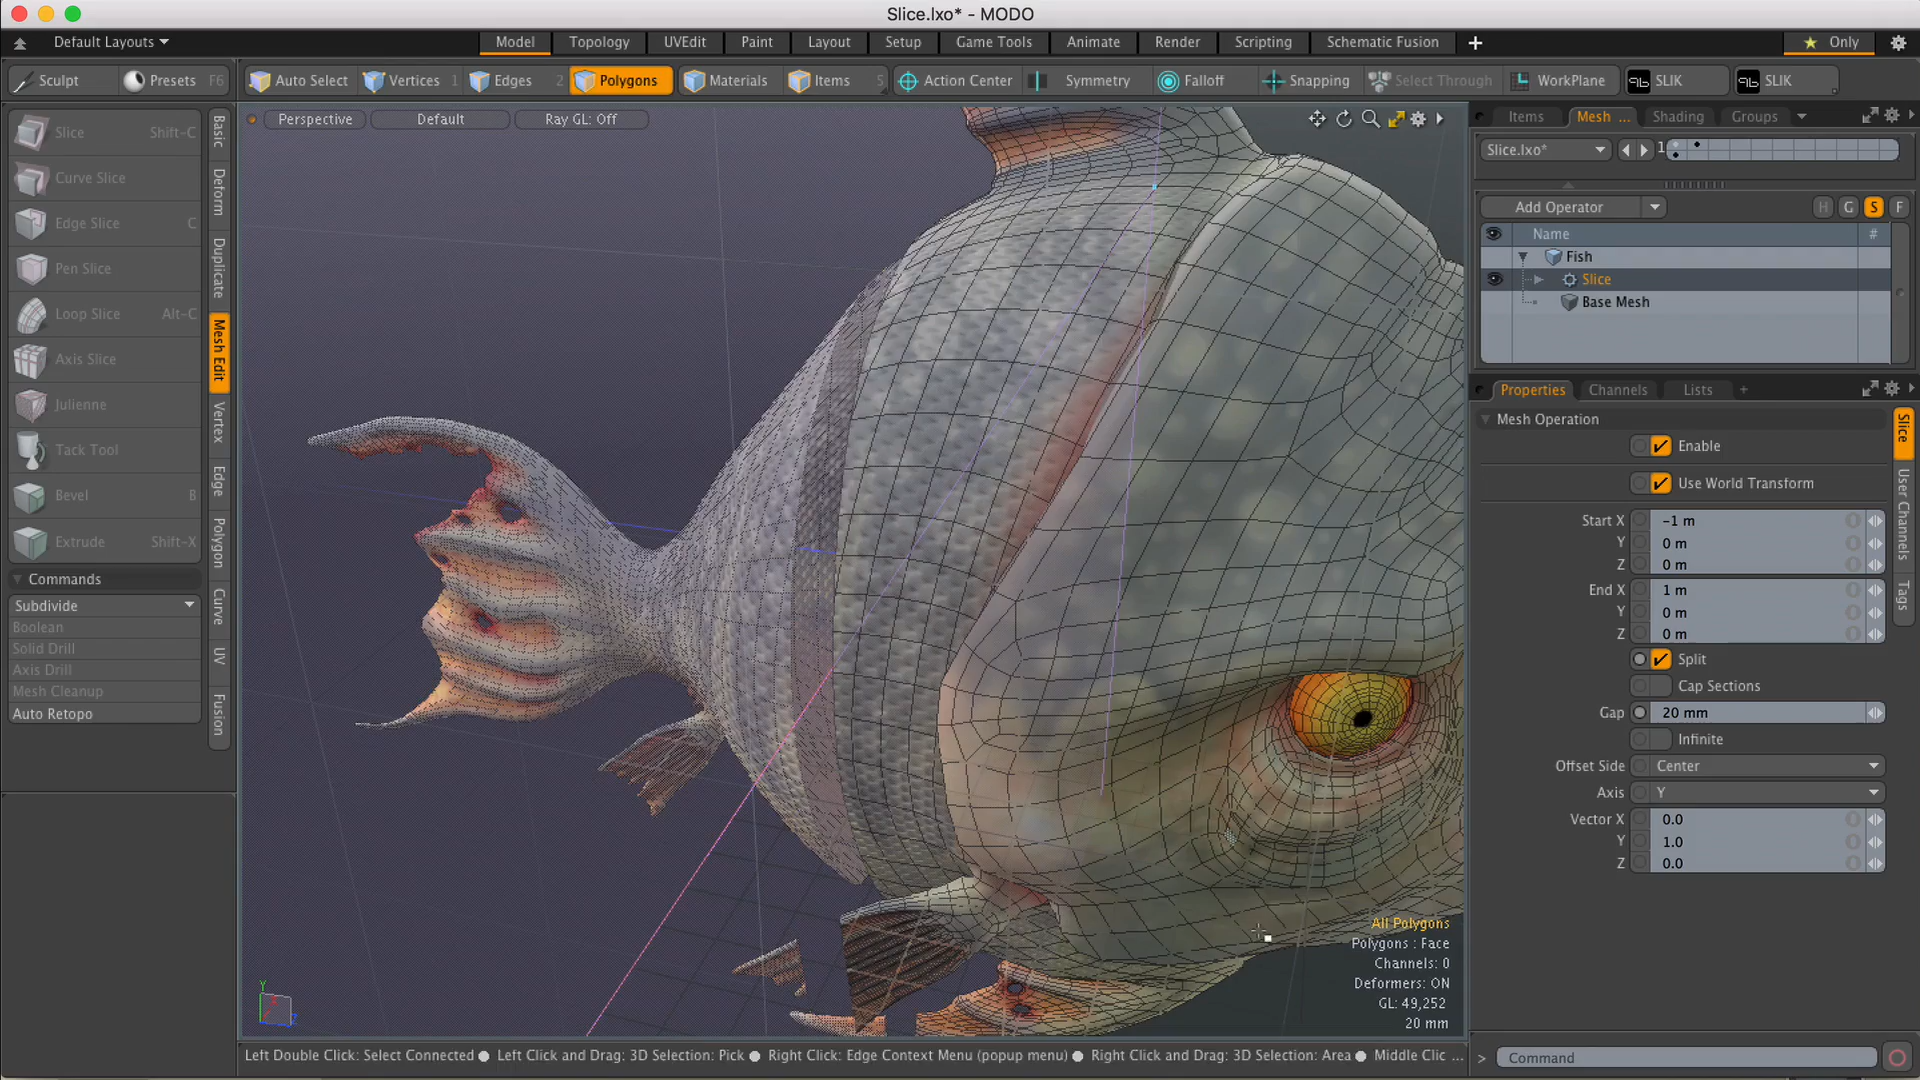 Slice.lxo* - MODO
Default Layouts
Model Topology UVEdit Paint Layout Setup Game Tools Animate Render Scripting Schematic Fusion + Only
Sculpt Presets F6 Auto Select Vertices 1 Edges 2 Polygons Materials Items 5 Action Center Symmetry Falloff Snapping Select Through WorkPlane SLIK SLIK
Slice Shift-C
Curve Slice
Edge Slice C
Pen Slice
Loop Slice Alt-C
Axis Slice
Julienne
Tack Tool
Bevel B
Extrude Shift-X
Commands
Subdivide
Boolean
Solid Drill
Axis Drill
Mesh Cleanup
Auto Retopo
Basic
Deform
Duplicate
Mesh Edit
Vertex
Edge
Polygon
Curve
UV
Fusion
Perspective Default Ray GL: Off
All Polygons
Polygons : Face
Channels: 0
Deformers: ON
GL: 49,252
20 mm
Y
Z
Left Double Click: Select Connected ● Left Click and Drag: 3D Selection: Pick ● Right Click: Edge Context Menu (popup menu) ● Right Click and Drag: 3D Selection: Area ● Middle Clic ...
Items Mesh ... Shading Groups
Slice.lxo* 1
Add Operator H G S F
Name #
Fish
Slice
Base Mesh
Properties Channels Lists +
Mesh Operation
Enable
Use World Transform
Start X -1 m
Y 0 m
Z 0 m
End X 1 m
Y 0 m
Z 0 m
Split
Cap Sections
Gap 20 mm
Infinite
Offset Side Center
Axis Y
Vector X 0.0
Y 1.0
Z 0.0
Slice
User Channels
Tags
> Command